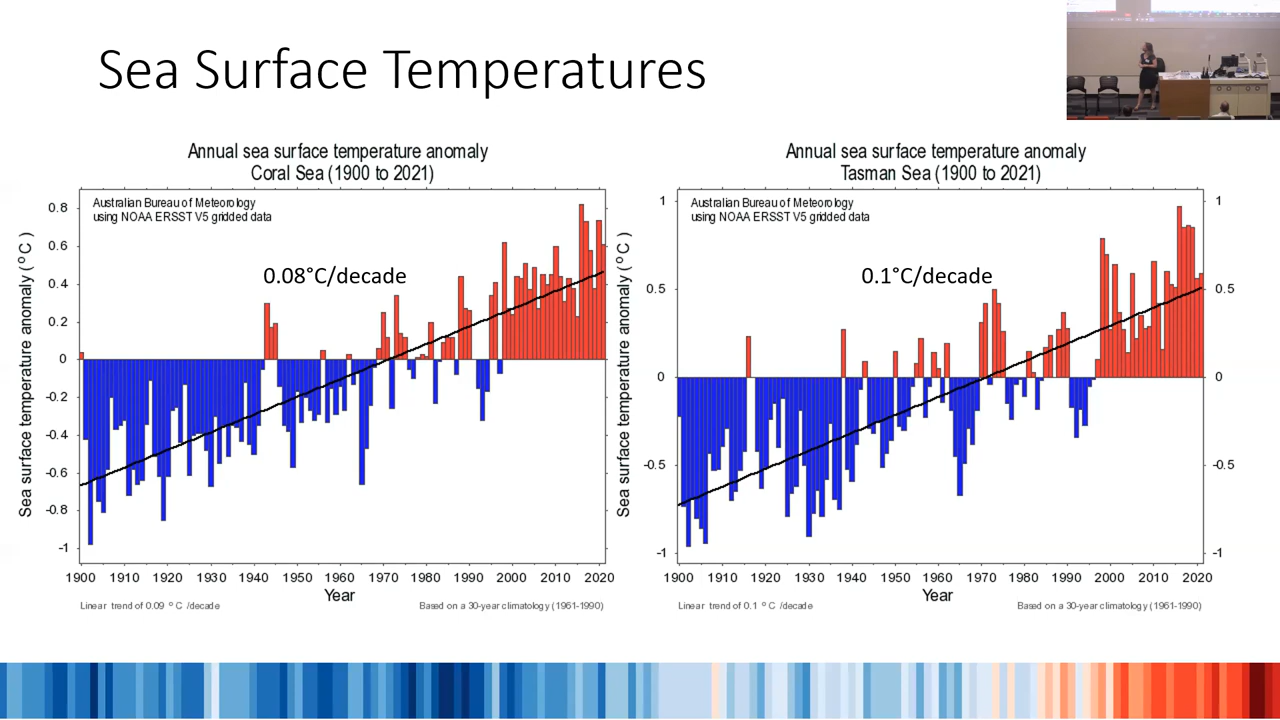 Sea Surface Temperatures
Annual sea surface temperature anomaly
Coral Sea (1900 to 2021)
Australian Bureau of Meteorology
using NOAA ERSST V5 gridded data
0.08°C/decade
Sea surface temperature anomaly (°C)
0.8
0.6
0.4
0.2
0
-0.2
-0.4
-0.6
-0.8
-1
1900 1910 1920 1930 1940 1950 1960 1970 1980 1990 2000 2010 2020
Year
Linear trend of 0.09 °C /decade
Based on a 30-year climatology (1961-1990)
Annual sea surface temperature anomaly
Tasman Sea (1900 to 2021)
Australian Bureau of Meteorology
using NOAA ERSST V5 gridded data
0.1°C/decade
Sea surface temperature anomaly (°C)
1
0.5
0
-0.5
-1
1
0.5
0
-0.5
-1
1900 1910 1920 1930 1940 1950 1960 1970 1980 1990 2000 2010 2020
Year
Linear trend of 0.1 °C /decade
Based on a 30-year climatology (1961-1990)